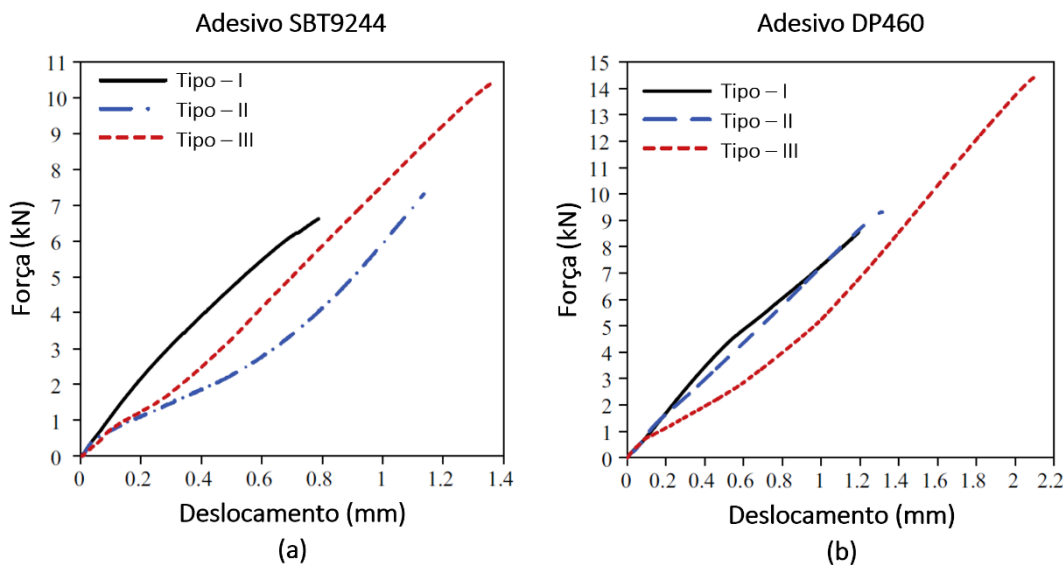 Adesivo SBT9244
11
10
9
8
7
6
5
4
3
2
1
0
Força (kN)
Tipo – I
Tipo – II
Tipo – III
0 0.2 0.4 0.6 0.8 1 1.2 1.4
Deslocamento (mm)
(a)
Adesivo DP460
15
14
13
12
11
10
9
8
7
6
5
4
3
2
1
0
Força (kN)
Tipo – I
Tipo – II
Tipo – III
0 0.2 0.4 0.6 0.8 1 1.2 1.4 1.6 1.8 2 2.2
Deslocamento (mm)
(b)